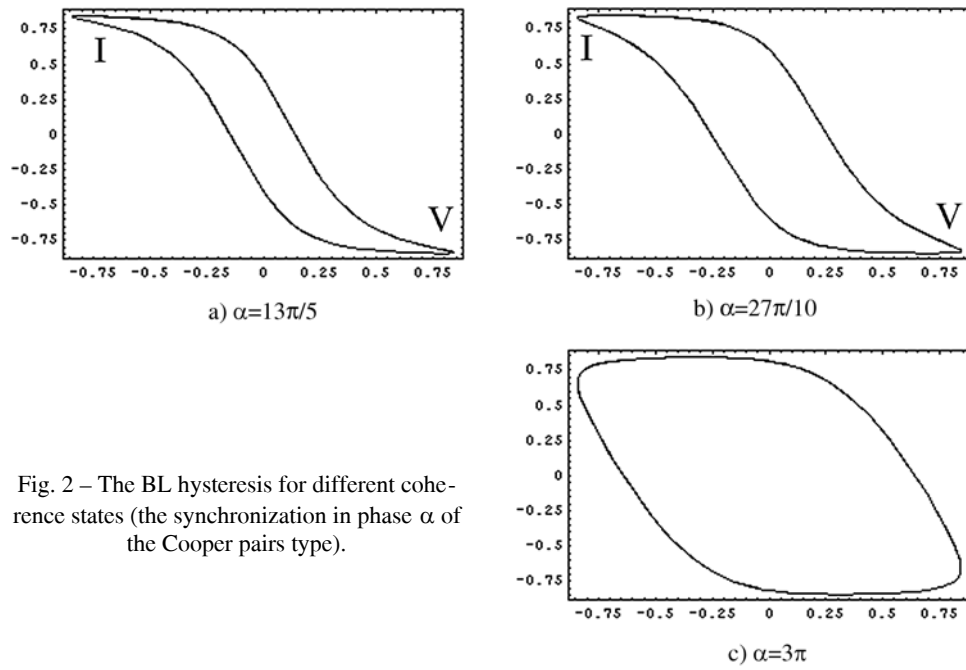 0.75
0.5
0.25
0
-0.25
-0.5
-0.75
I
V
-0.75 -0.5 -0.25 0 0.25 0.5 0.75
a) α=13π/5
0.75
0.5
0.25
0
-0.25
-0.5
-0.75
I
V
-0.75 -0.5 -0.25 0 0.25 0.5 0.75
b) α=27π/10
0.75
0.5
0.25
0
-0.25
-0.5
-0.75
-0.75 -0.5 -0.25 0 0.25 0.5 0.75
c) α=3π
Fig. 2 – The BL hysteresis for different cohe-
rence states (the synchronization in phase α of
the Cooper pairs type).